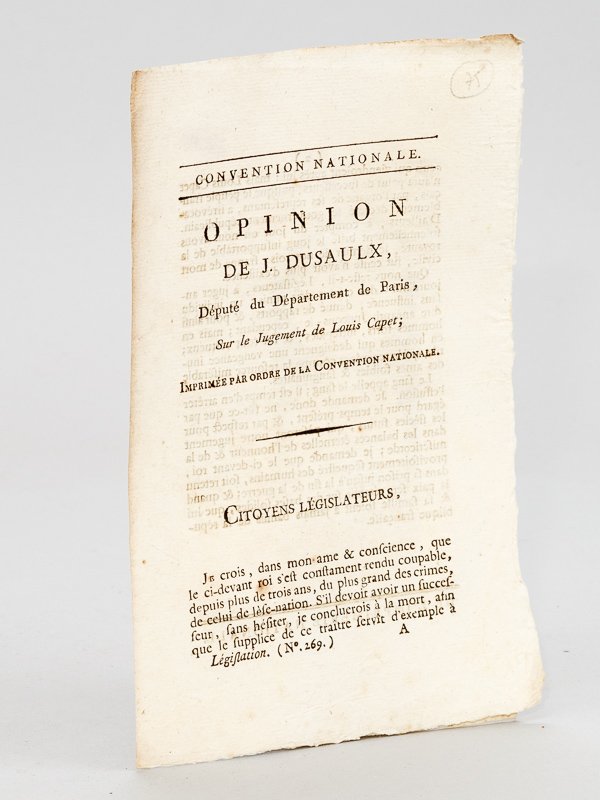 75
CONVENTION NATIONALE.
OPINION
DE J. DUSAULX,
Député du Département de Paris,
Sur le Jugement de Louis Capet;
IMPRIMÉE PAR ORDRE DE LA CONVENTION NATIONALE.
CITOYENS LÉGISLATEURS,
JE crois, dans mon ame & conſcience, que
le ci-devant roi s'eſt conſtament rendu coupable,
depuis plus de trois ans, du plus grand des crimes,
de celui de lèſe-nation. S'il devoit avoir un ſucceſ-
ſeur, ſans héſiter, je conclurois à la mort, afin
que le ſupplice de ce traître ſervît d'exemple à
Légiſlation. (N°. 269.) A